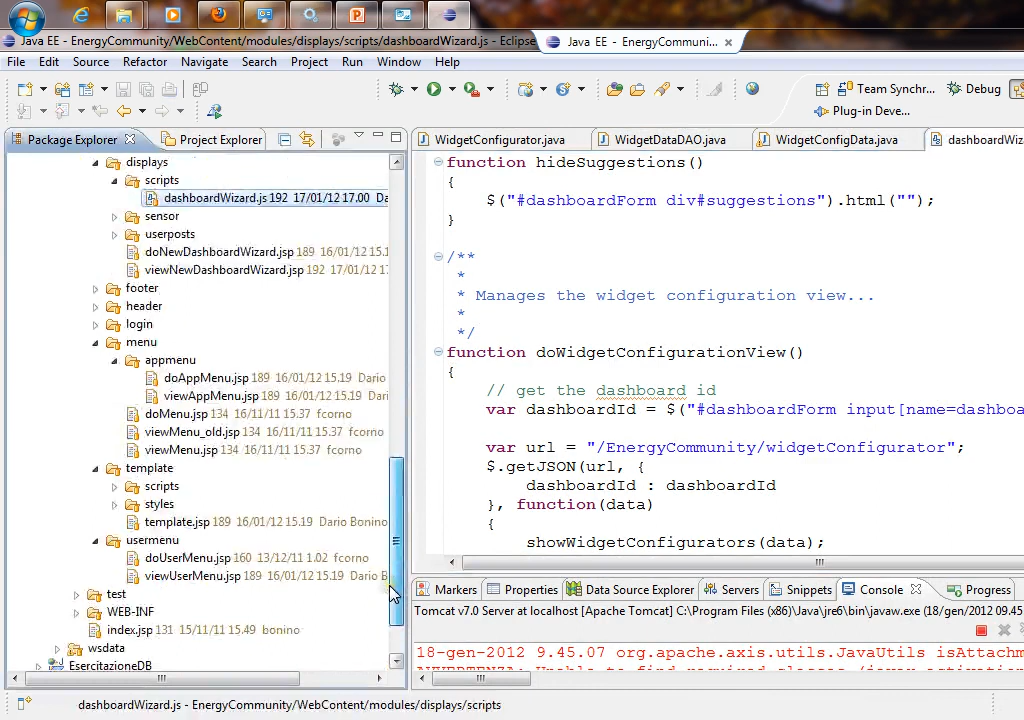 Java EE - EnergyCommunity/WebContent/modules/displays/scripts/dashboardWizard.js - Eclipse
Java EE - EnergyCommuni...
File Edit Source Refactor Navigate Search Project Run Window Help
Team Synchr...
Debug
Plug-in Deve...
Package Explorer
Project Explorer
WidgetConfigurator.java
WidgetDataDAO.java
WidgetConfigData.java
dashboardWiz
displays
scripts
dashboardWizard.js 192 17/01/12 17.00 Da
sensor
userposts
doNewDashboardWizard.jsp 189 16/01/12 15.1
viewNewDashboardWizard.jsp 192 17/01/12 1
footer
header
login
menu
appmenu
doAppMenu.jsp 189 16/01/12 15.19 Dario
viewAppMenu.jsp 189 16/01/12 15.19 Dario
doMenu.jsp 134 16/11/11 15.37 fcorno
viewMenu_old.jsp 134 16/11/11 15.37 fcorno
viewMenu.jsp 134 16/11/11 15.37 fcorno
template
scripts
styles
template.jsp 189 16/01/12 15.19 Dario Bonino
usermenu
doUserMenu.jsp 160 13/12/11 1.02 fcorno
viewUserMenu.jsp 189 16/01/12 15.19 Dario B
test
WEB-INF
index.jsp 131 15/11/11 15.49 bonino
wsdata
EsercitazioneDB
function hideSuggestions()
{
$("#dashboardForm div#suggestions").html("");
}
/**
*
* Manages the widget configuration view...
*
*/
function doWidgetConfigurationView()
{
// get the dashboard id
var dashboardId = $("#dashboardForm input[name=dashboa
var url = "/EnergyCommunity/widgetConfigurator";
$.getJSON(url, {
dashboardId : dashboardId
}, function(data)
{
showWidgetConfigurators(data);
Markers
Properties
Data Source Explorer
Servers
Snippets
Console
Progress
Tomcat v7.0 Server at localhost [Apache Tomcat] C:\Program Files (x86)\Java\jre6\bin\javaw.exe (18/gen/2012 09.45
18-gen-2012 9.45.07 org.apache.axis.utils.JavaUtils isAttachm
dashboardWizard.js - EnergyCommunity/WebContent/modules/displays/scripts